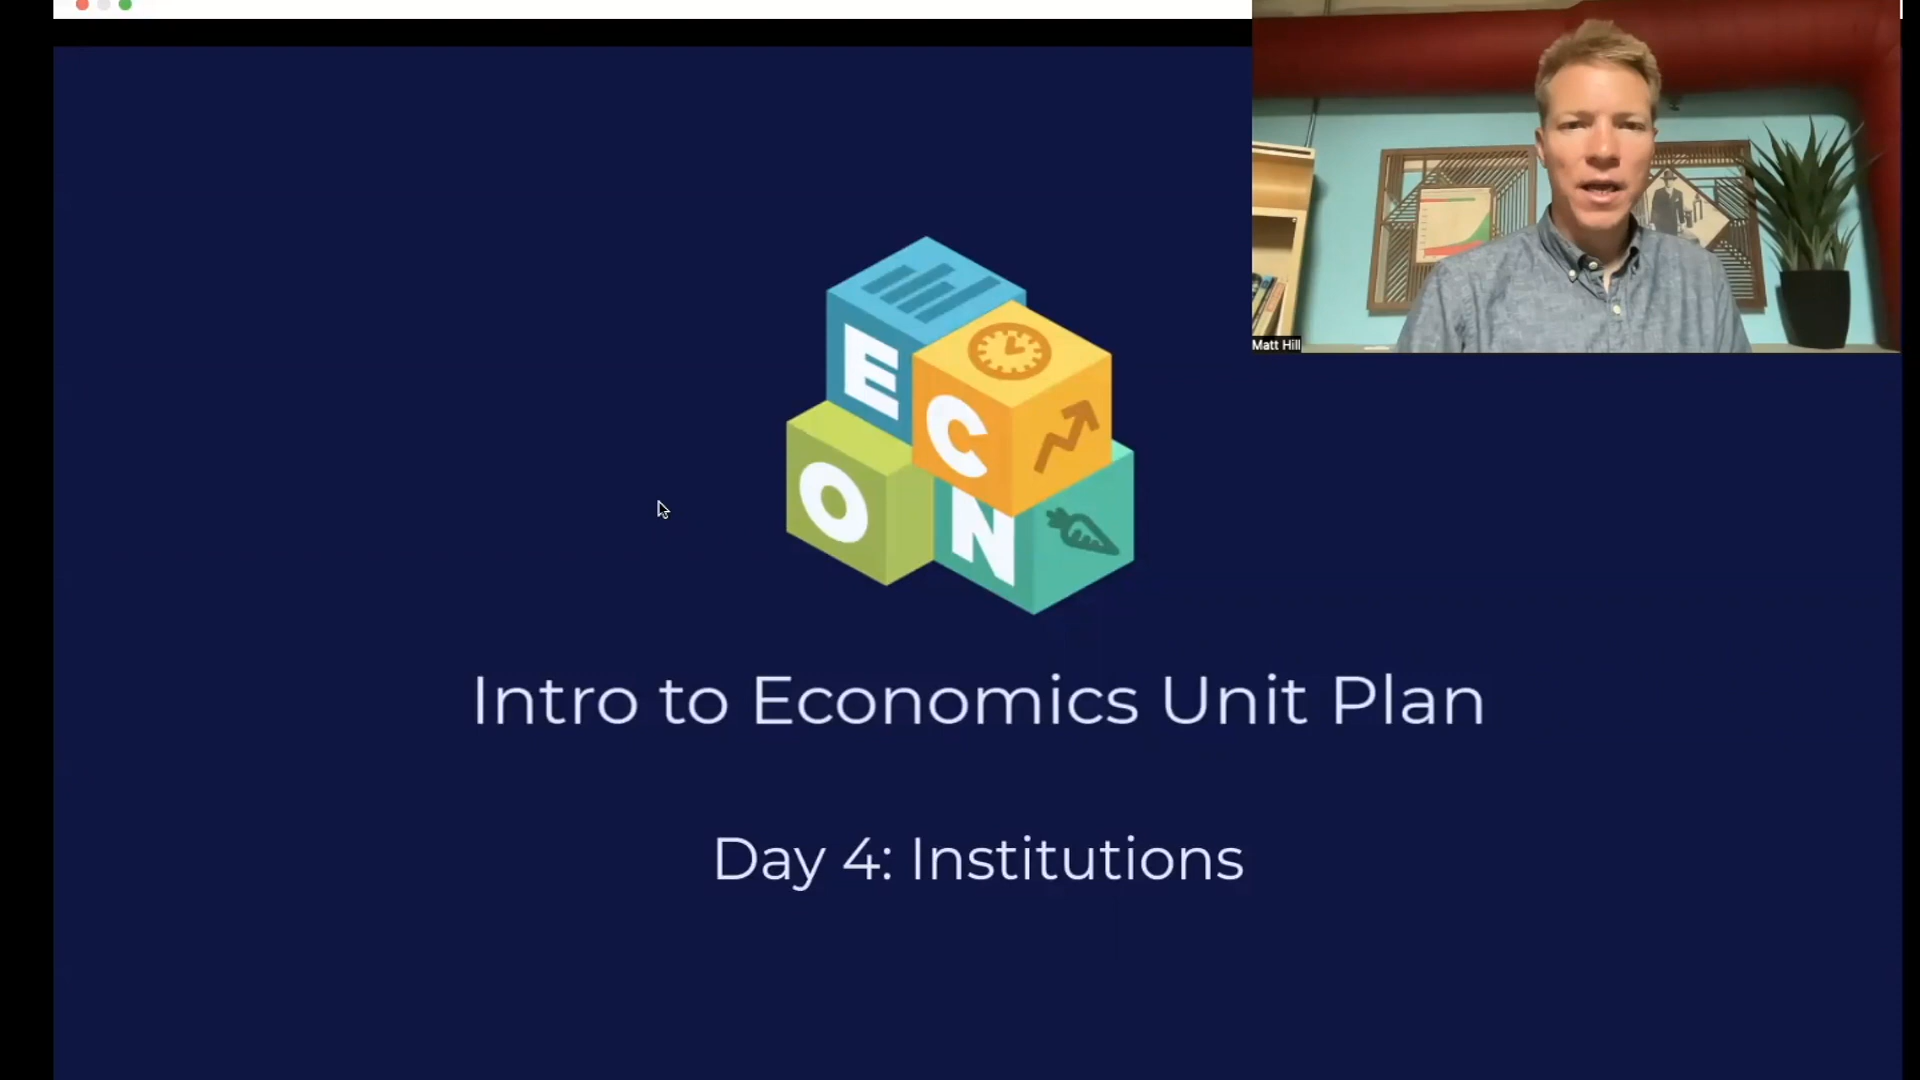 Matt Hill
E
C
O
N
Intro to Economics Unit Plan
Day 4: Institutions